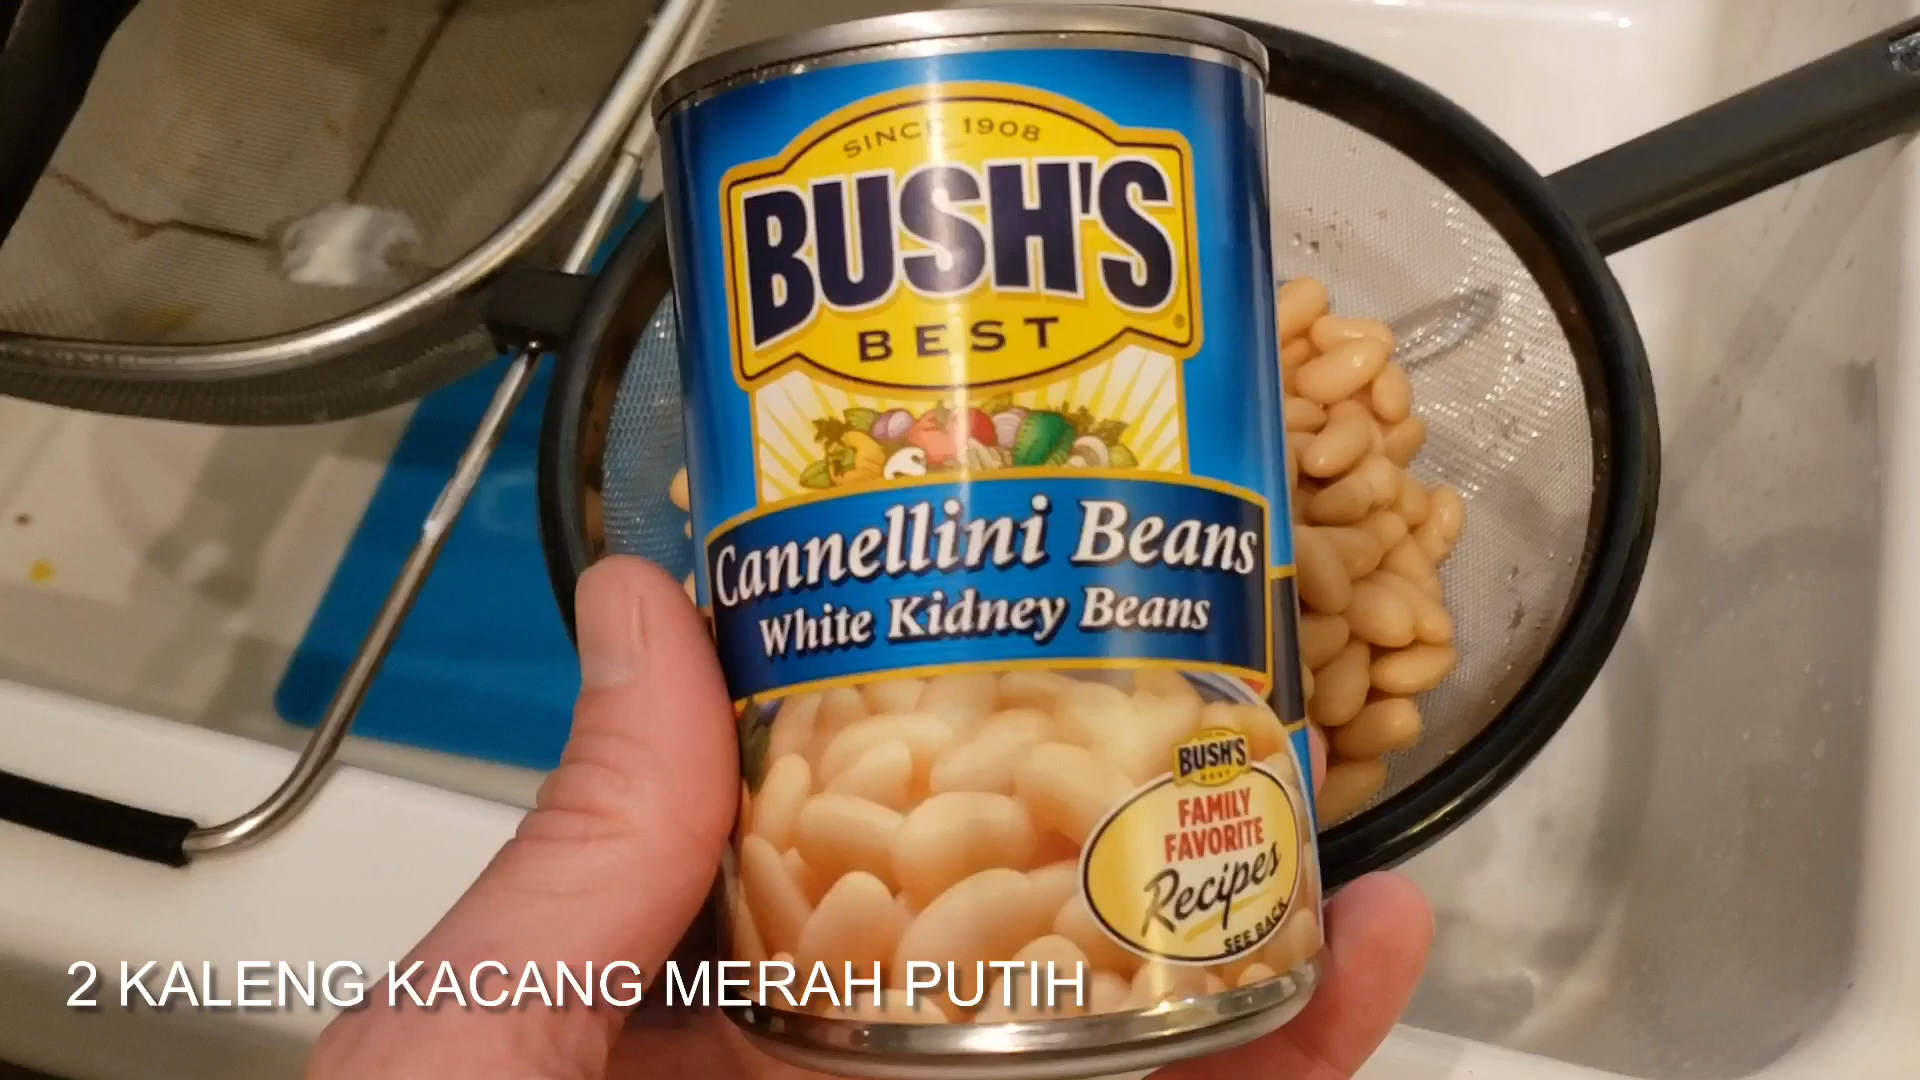 SINCE 1908
BUSH'S
BEST
Cannellini Beans
White Kidney Beans
BUSH'S
BEST
FAMILY
FAVORITE
Recipes
SEE BACK
2 KALENG KACANG MERAH PUTIH